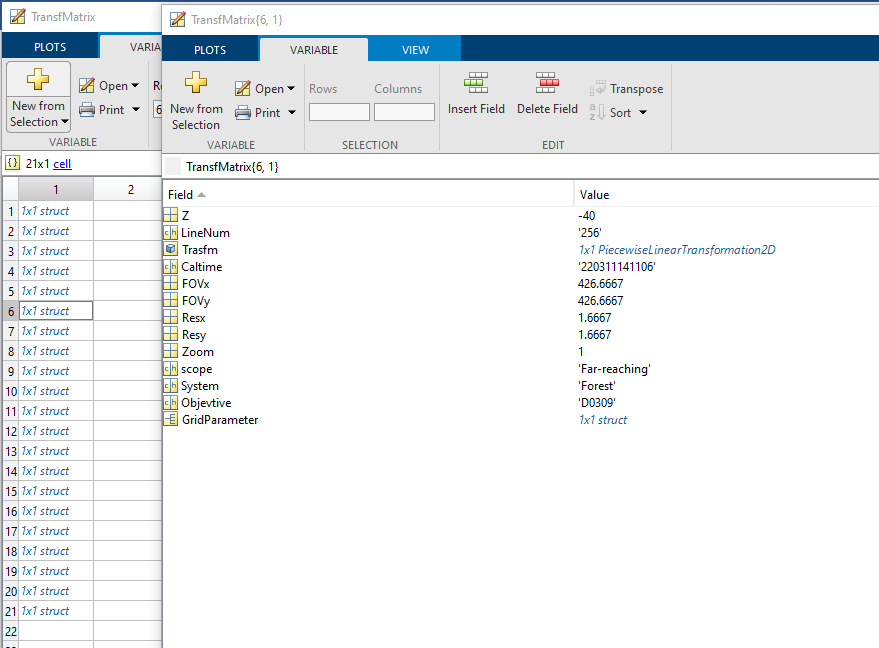 TransfMatrix
PLOTS VARIA
New from
Selection
Open
Print
6
VARIABLE
21x1 cell
1 2
1 1x1 struct
2 1x1 struct
3 1x1 struct
4 1x1 struct
5 1x1 struct
6 1x1 struct
7 1x1 struct
8 1x1 struct
9 1x1 struct
10 1x1 struct
11 1x1 struct
12 1x1 struct
13 1x1 struct
14 1x1 struct
15 1x1 struct
16 1x1 struct
17 1x1 struct
18 1x1 struct
19 1x1 struct
20 1x1 struct
21 1x1 struct
22
TransfMatrix{6, 1}
PLOTS VARIABLE VIEW
New from
Selection
Open
Print
VARIABLE
Rows Columns
SELECTION
Insert Field Delete Field
Transpose
Sort
EDIT
TransfMatrix{6, 1}
Field Value
Z -40
LineNum '256'
Trasfm 1x1 PiecewiseLinearTransformation2D
Caltime '220311141106'
FOVx 426.6667
FOVy 426.6667
Resx 1.6667
Resy 1.6667
Zoom 1
scope 'Far-reaching'
System 'Forest'
Objevtive 'D0309'
GridParameter 1x1 struct